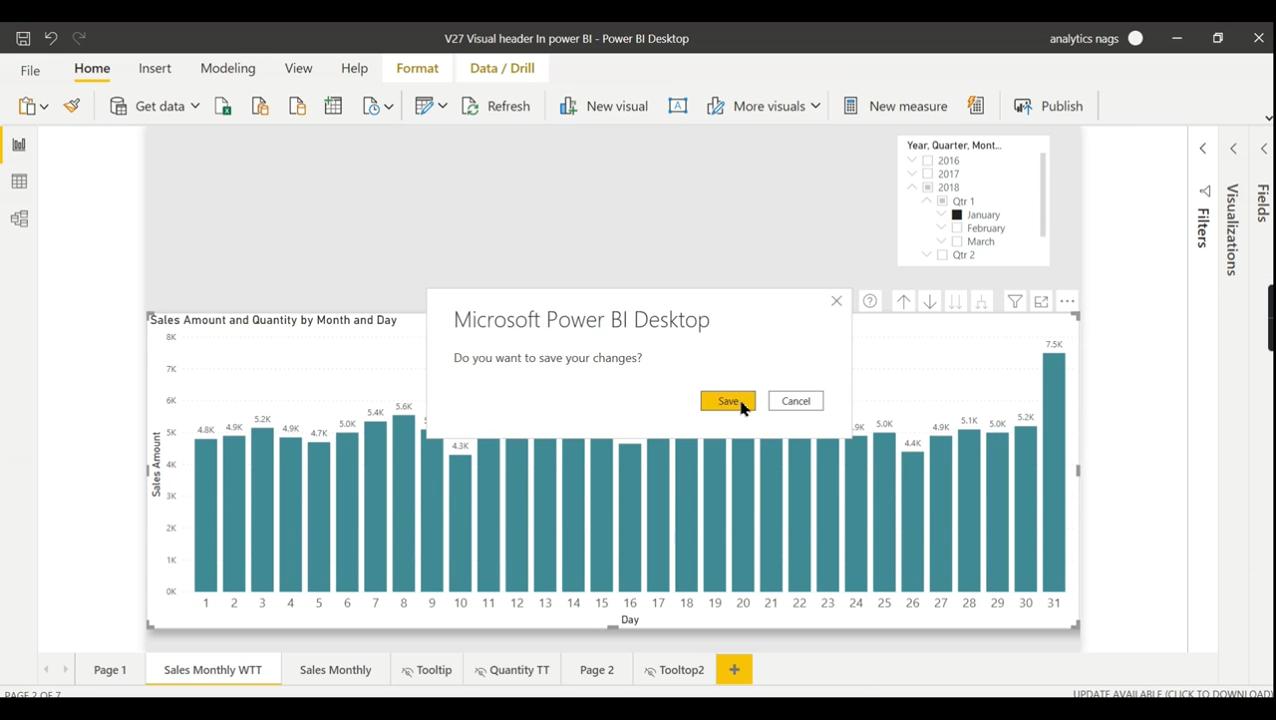 V27 Visual header In power BI - Power BI Desktop
analytics nags
File
Home
Insert
Modeling
View
Help
Format
Data / Drill
Get data
Refresh
New visual
More visuals
New measure
Publish
Year, Quarter, Mont...
2016
2017
2018
Qtr 1
January
February
March
Qtr 2
Filters
Visualizations
Fields
Microsoft Power BI Desktop
Do you want to save your changes?
Save
Cancel
Sales Amount and Quantity by Month and Day
8K
7K
6K
5K
4K
3K
2K
1K
0K
Sales Amount
4.8K 4.9K 5.2K 4.9K 4.7K 5.0K 5.4K 5.6K 4.3K 5.0K 4.4K 4.9K 5.1K 5.0K 5.2K 7.5K
1 2 3 4 5 6 7 8 9 10 11 12 13 14 15 16 17 18 19 20 21 22 23 24 25 26 27 28 29 30 31
Day
Page 1
Sales Monthly WTT
Sales Monthly
Tooltip
Quantity TT
Page 2
Tooltop2
PAGE 2 OF 7
UPDATE AVAILABLE (CLICK TO DOWNLOAD)